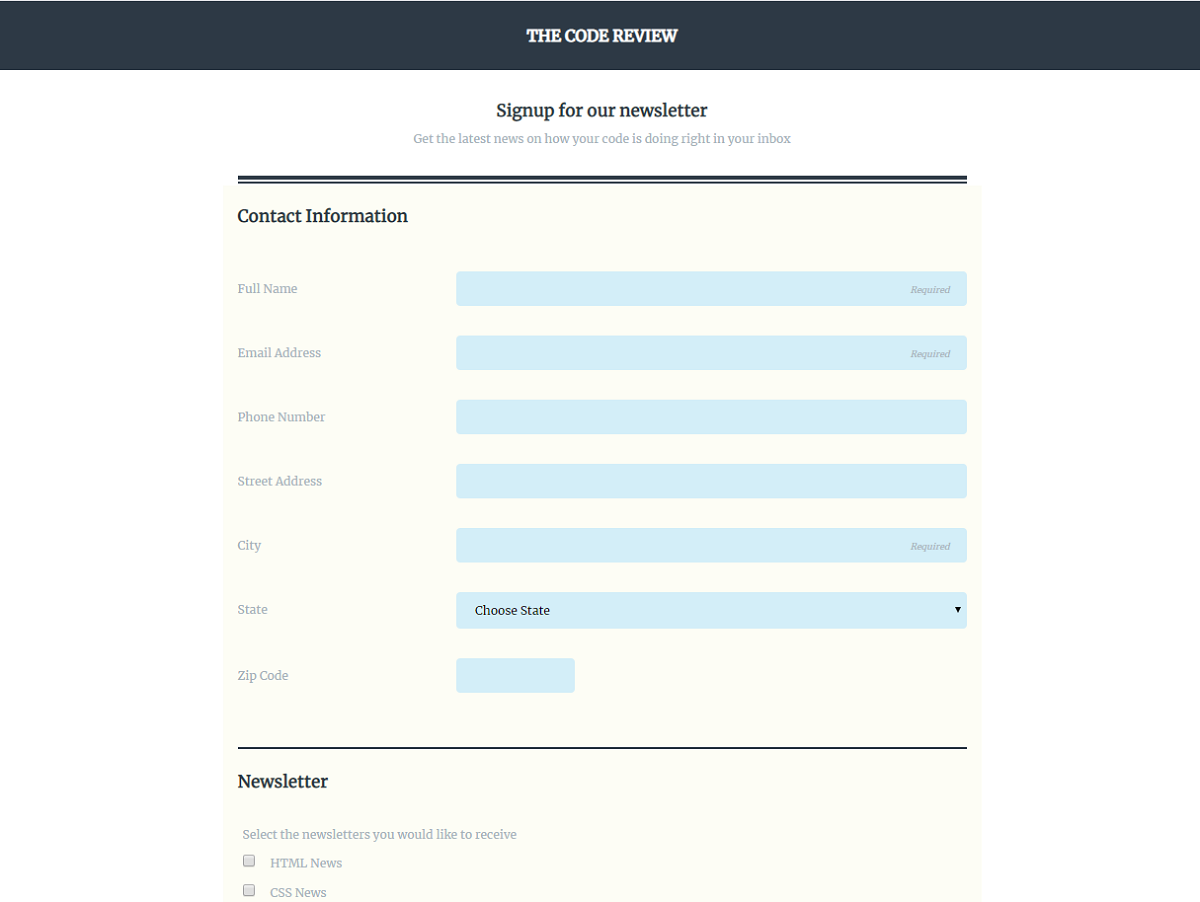 THE CODE REVIEW
Signup for our newsletter
Get the latest news on how your code is doing right in your inbox
Contact Information
Full Name
Required
Email Address
Required
Phone Number
Street Address
City
Required
State
Choose State
Zip Code
Newsletter
Select the newsletters you would like to receive
HTML News
CSS News